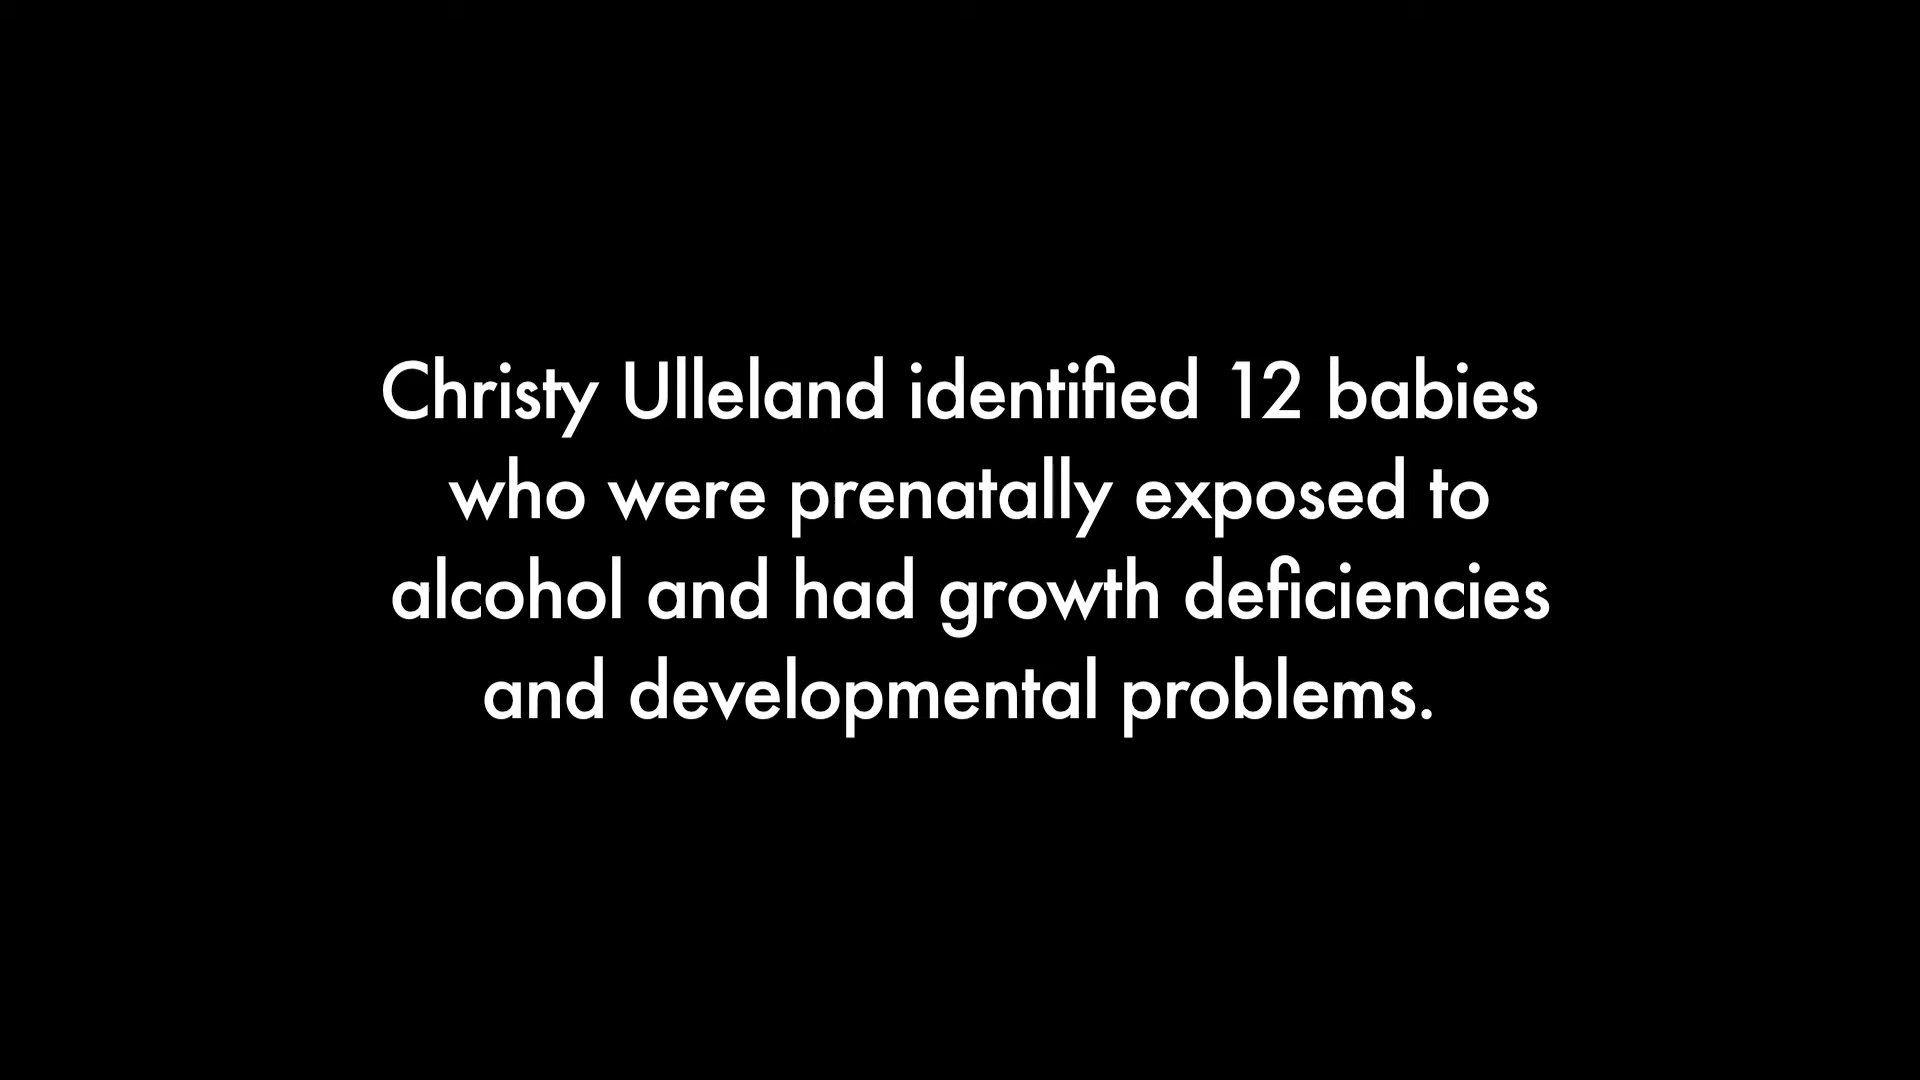 Christy Ulleland identified 12 babies
who were prenatally exposed to
alcohol and had growth deficiencies
and developmental problems.